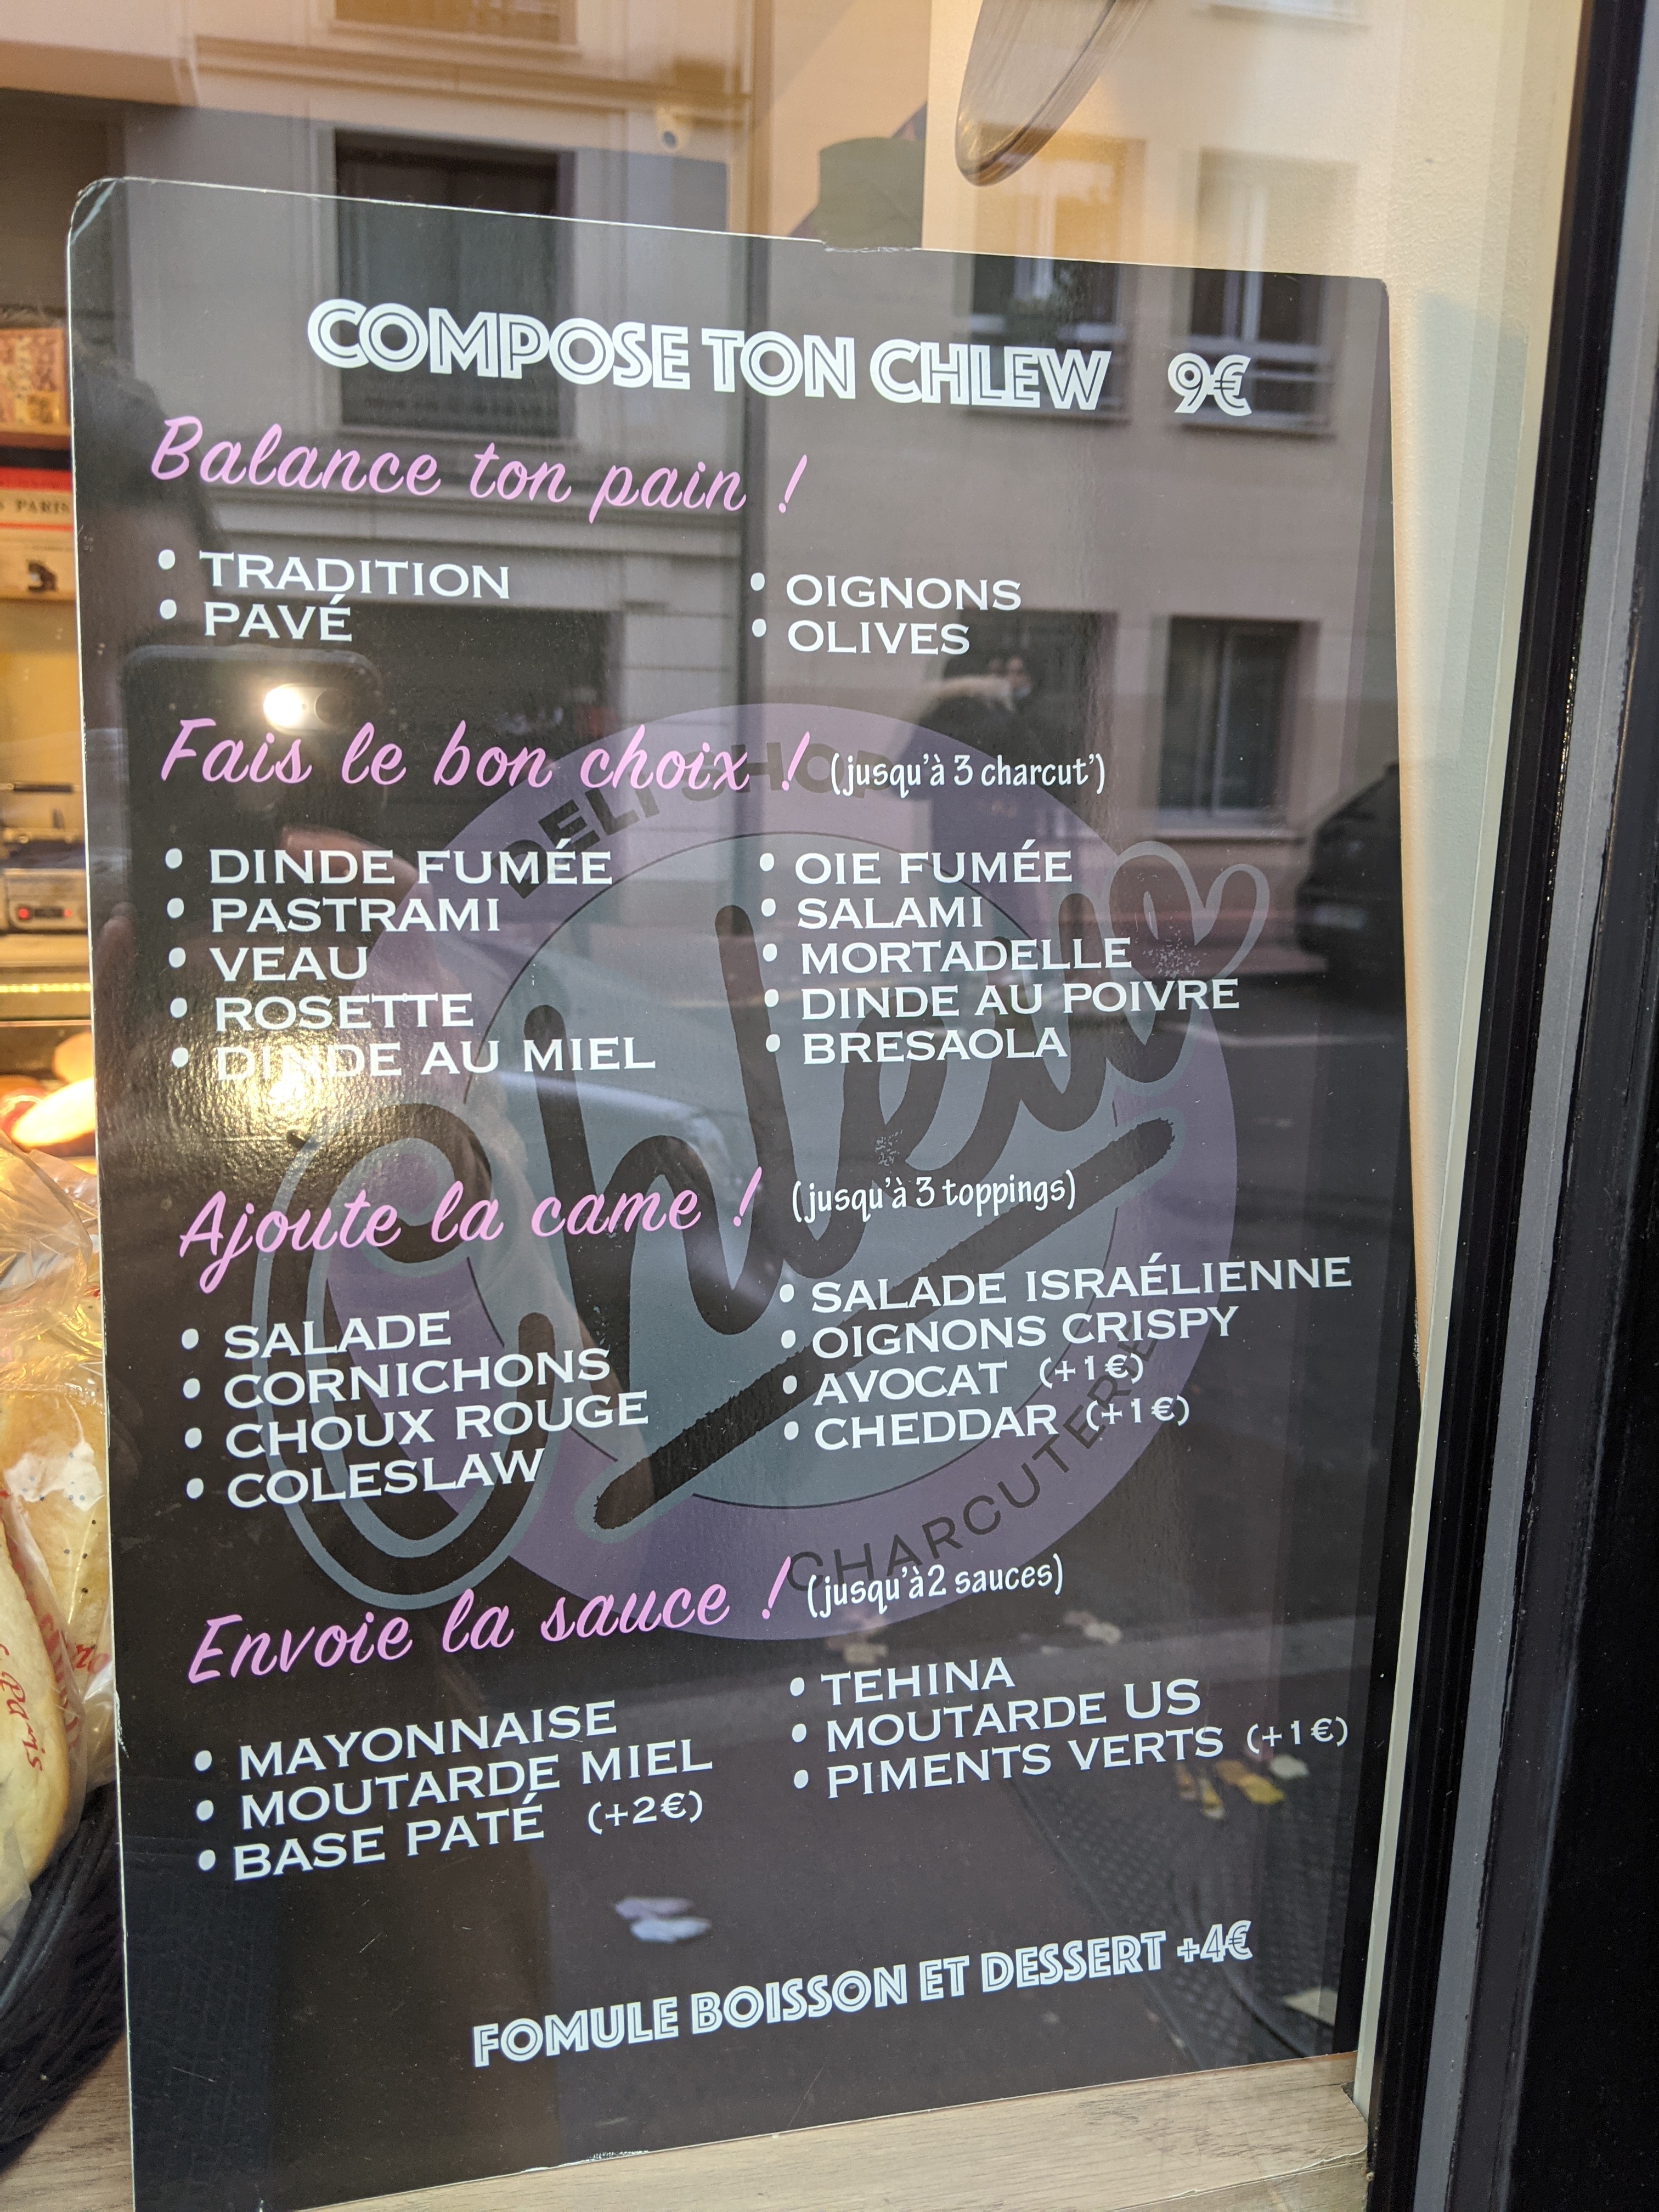 COMPOSE TON CHLEW 9€
Balance ton pain !
• TRADITION
• PAVÉ
• OIGNONS
• OLIVES
Fais le bon choix ! (jusqu'à 3 charcut')
• DINDE FUMÉE
• PASTRAMI
• VEAU
• ROSETTE
• DINDE AU MIEL
• OIE FUMÉE
• SALAMI
• MORTADELLE
• DINDE AU POIVRE
• BRESAOLA
Ajoute la came ! (jusqu'à 3 toppings)
• SALADE
• CORNICHONS
• CHOUX ROUGE
• COLESLAW
• SALADE ISRAÉLIENNE
• OIGNONS CRISPY
• AVOCAT (+1€)
• CHEDDAR (+1€)
Envoie la sauce ! (jusqu'à 2 sauces)
• MAYONNAISE
• MOUTARDE MIEL
• BASE PATÉ (+2€)
• TEHINA
• MOUTARDE US
• PIMENTS VERTS (+1€)
FOMULE BOISSON ET DESSERT +4€
DELI SHOP
Chlew
CHARCUTERIE
PARIS